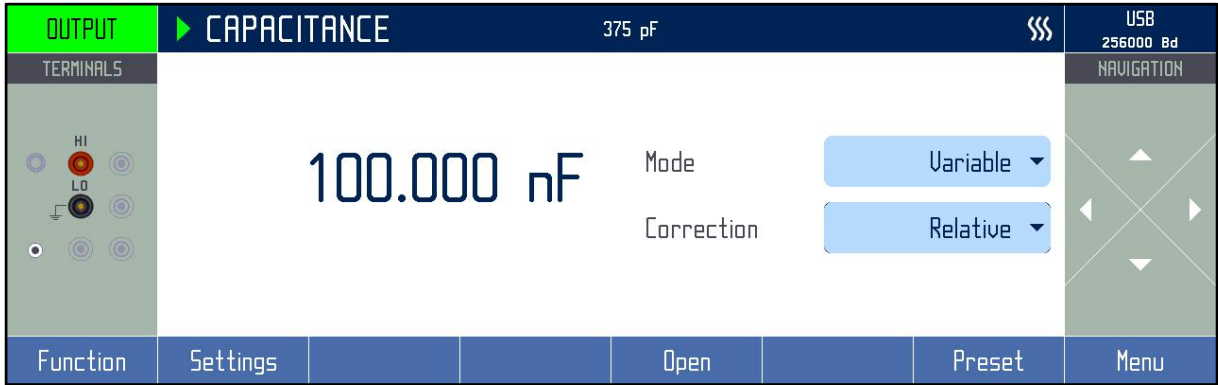 OUTPUT
CAPACITANCE
375 pF
USB
256000 Bd
TERMINALS
NAVIGATION
HI
LO
100.000 nF
Mode
Variable
Correction
Relative
Function
Settings
Open
Preset
Menu